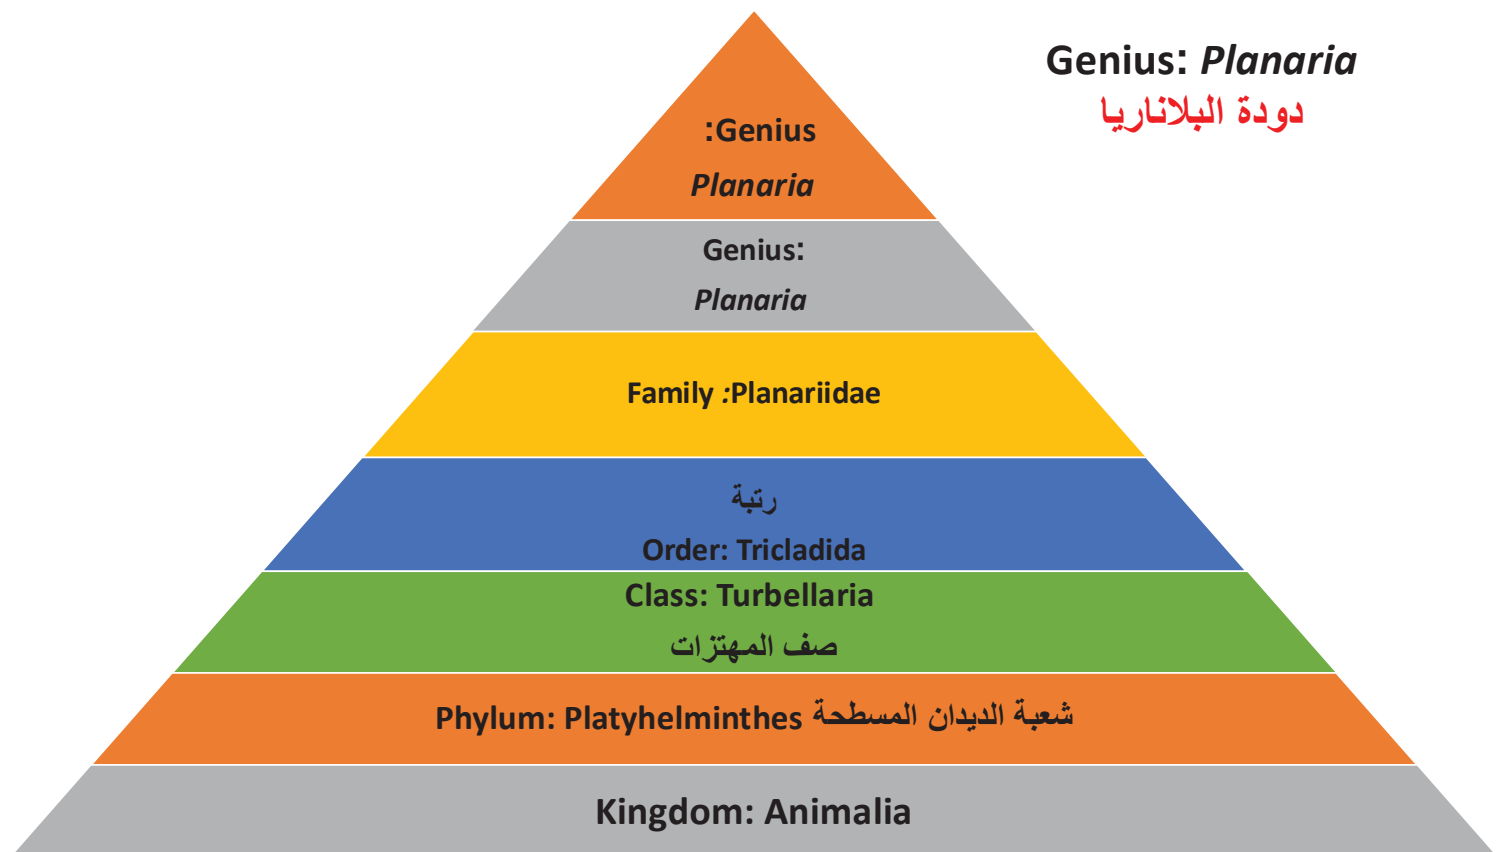 Genius: Planaria
دودة البلاناريا
:Genius
Planaria
Genius:
Planaria
Family :Planariidae
رتبة
Order: Tricladida
Class: Turbellaria
صف المهتزات
Phylum: Platyhelminthes شعبة الديدان المسطحة
Kingdom: Animalia